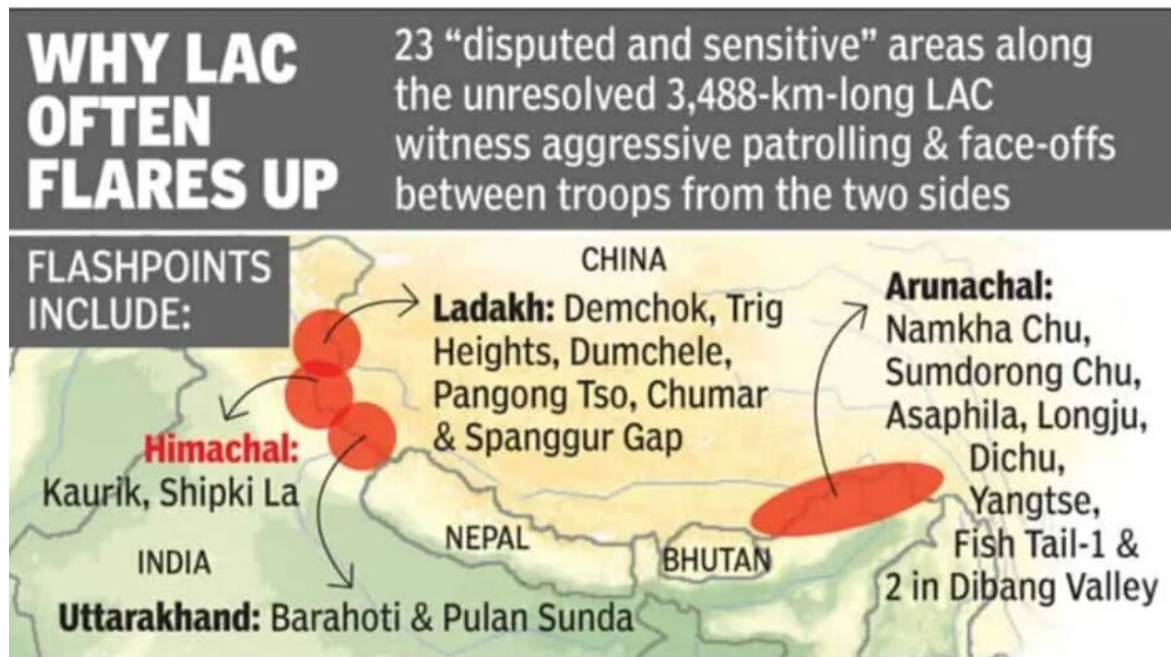 WHY LAC
OFTEN
FLARES UP
23 “disputed and sensitive” areas along
the unresolved 3,488-km-long LAC
witness aggressive patrolling & face-offs
between troops from the two sides
FLASHPOINTS
INCLUDE:
CHINA
Ladakh: Demchok, Trig
Heights, Dumchele,
Pangong Tso, Chumar
& Spanggur Gap
Arunachal:
Namkha Chu,
Sumdorong Chu,
Asaphila, Longju,
Dichu,
Yangtse,
Fish Tail-1 &
2 in Dibang Valley
Himachal:
Kaurik, Shipki La
INDIA
NEPAL
BHUTAN
Uttarakhand: Barahoti & Pulan Sunda